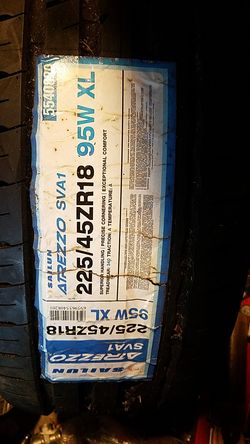 SAILUN
ATREZZO SVA1
225/45ZR18 95W XL
SUPERIOR HANDLING | PRECISE CORNERING | EXCEPTIONAL COMFORT
5540820
95W XL
225/45ZR18
ATREZZO
SVA1
SAILUN